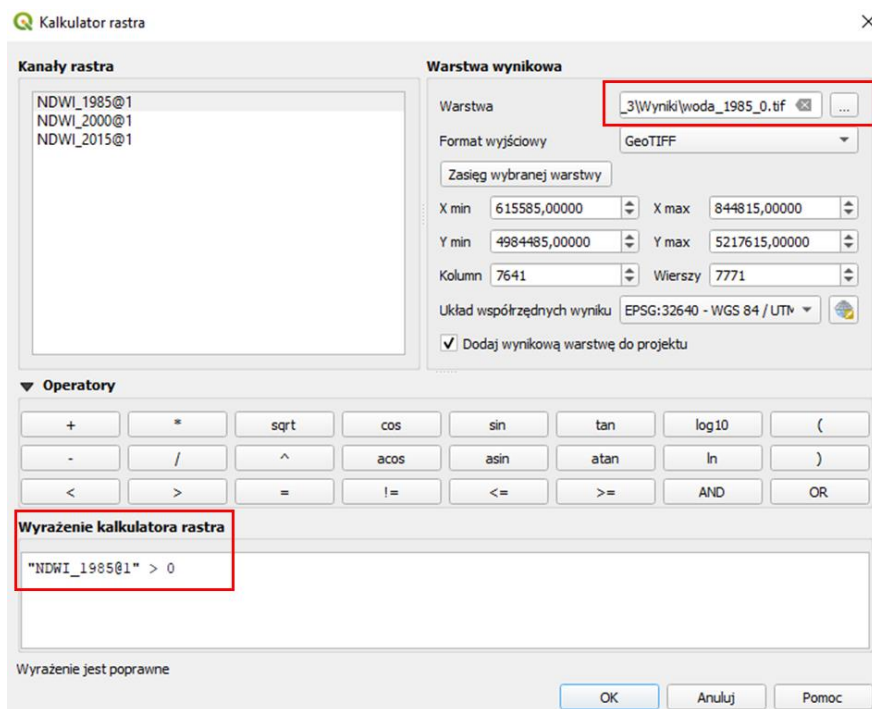 Kalkulator rastra
Kanały rastra
NDWI_1985@1
NDWI_2000@1
NDWI_2015@1
Warstwa wynikowa
Warstwa _3\Wyniki\woda_1985_0.tif ...
Format wyjściowy GeoTIFF
Zasięg wybranej warstwy
X min 615585,00000 X max 844815,00000
Y min 4984485,00000 Y max 5217615,00000
Kolumn 7641 Wierszy 7771
Układ współrzędnych wyniku EPSG:32640 - WGS 84 / UTM
Dodaj wynikową warstwę do projektu
Operatory
+ * sqrt cos sin tan log10 (
- / ^ acos asin atan ln )
< > = != <= >= AND OR
Wyrażenie kalkulatora rastra
"NDWI_1985@1" > 0
Wyrażenie jest poprawne
OK Anuluj Pomoc